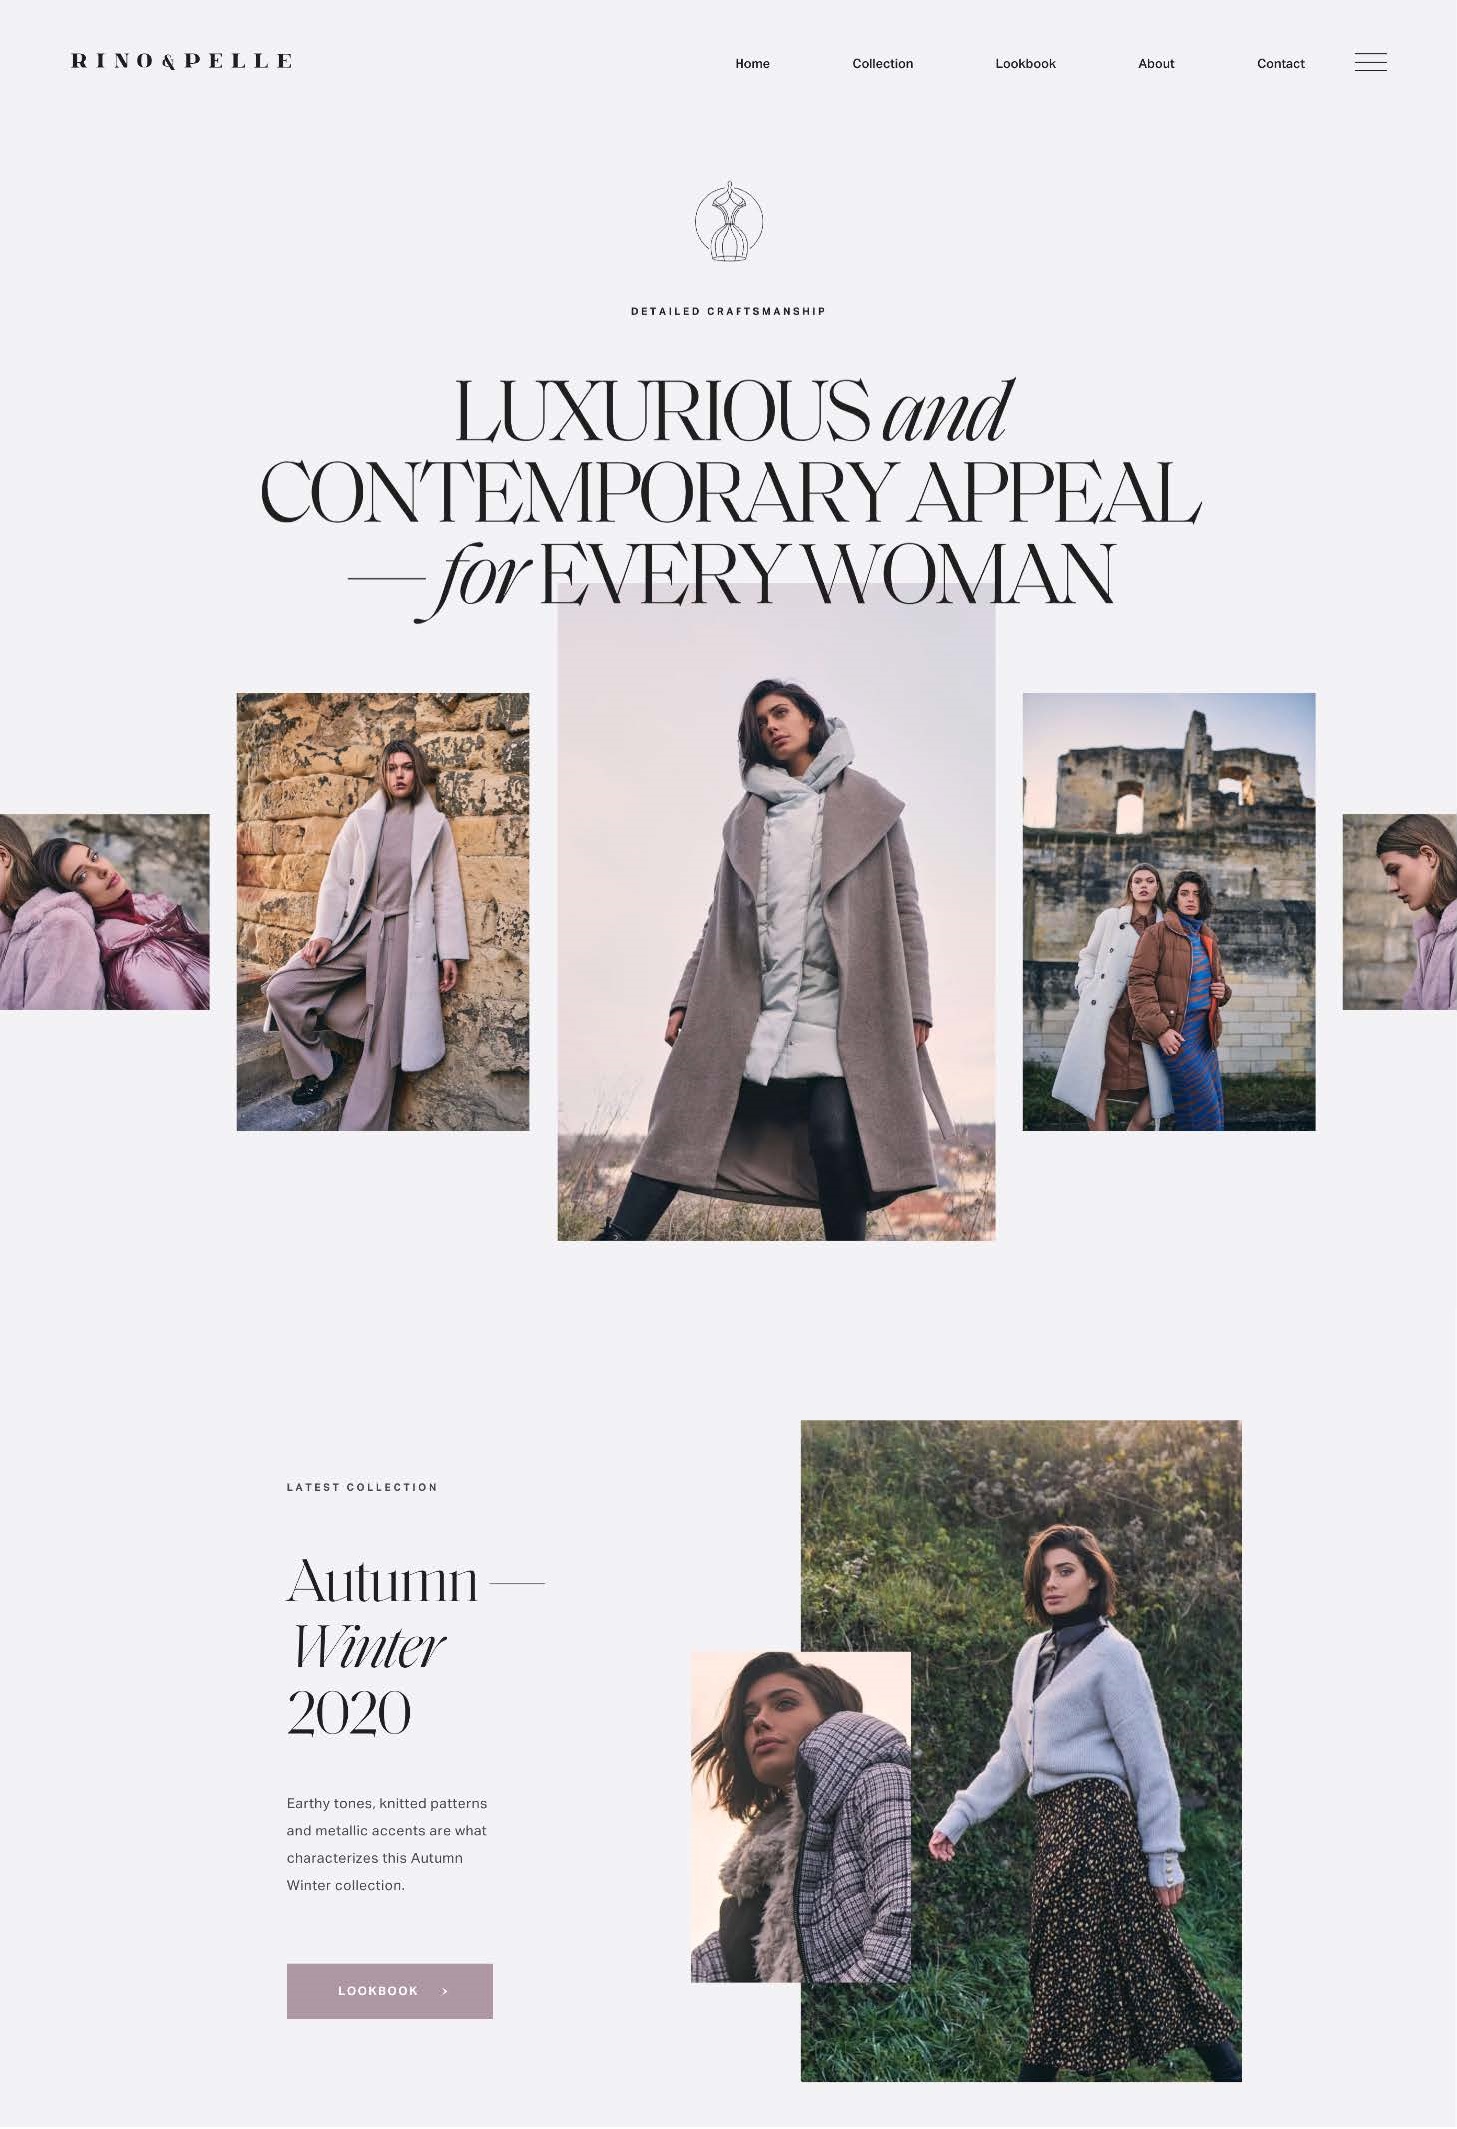 RINO&PELLE
Home Collection Lookbook About Contact
DETAILED CRAFTSMANSHIP
LUXURIOUS and
CONTEMPORARY APPEAL
— for EVERY WOMAN
LATEST COLLECTION
Autumn —
Winter
2020
Earthy tones, knitted patterns
and metallic accents are what
characterizes this Autumn
Winter collection.
LOOKBOOK >